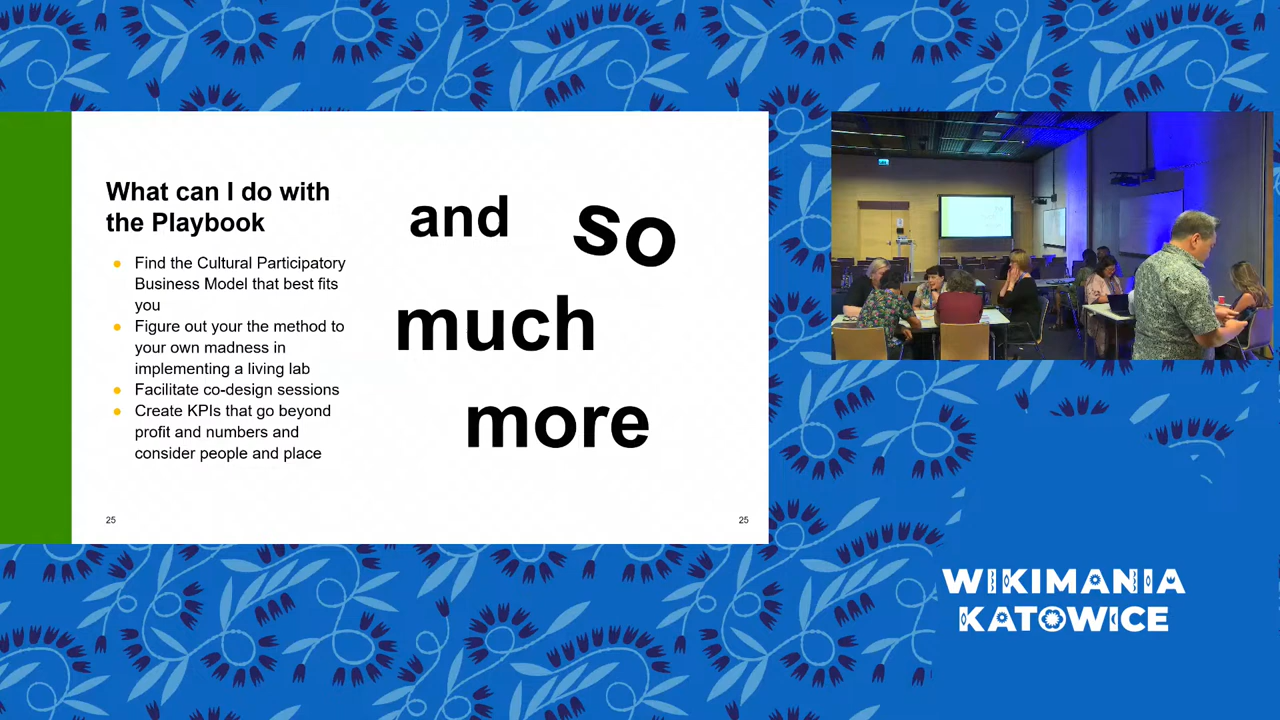 What can I do with
the Playbook
Find the Cultural Participatory
Business Model that best fits
you
Figure out your the method to
your own madness in
implementing a living lab
Facilitate co-design sessions
Create KPIs that go beyond
profit and numbers and
consider people and place
and so
much
more
25
25
WIKIMANIA
KATOWICE